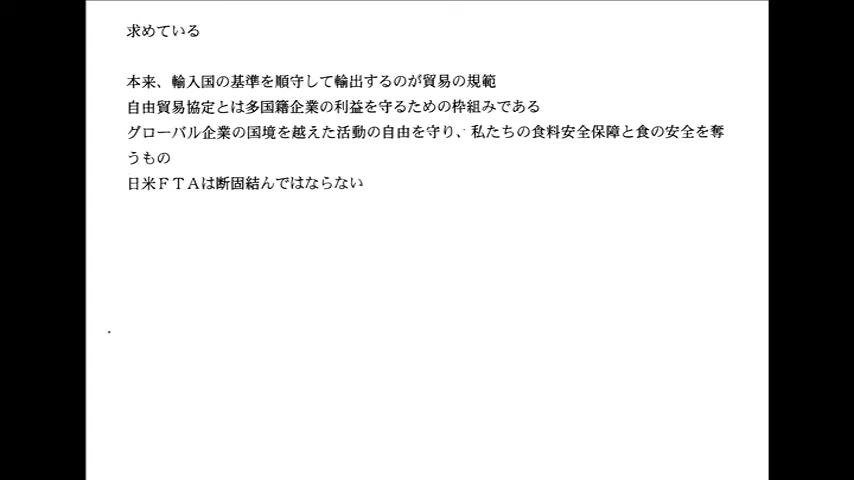 求めている
本来、輸入国の基準を順守して輸出するのが貿易の規範
自由貿易協定とは多国籍企業の利益を守るための枠組みである
グローバル企業の国境を越えた活動の自由を守り、私たちの食料安全保障と食の安全を奪
うもの
日米ＦＴＡは断固結んではならない